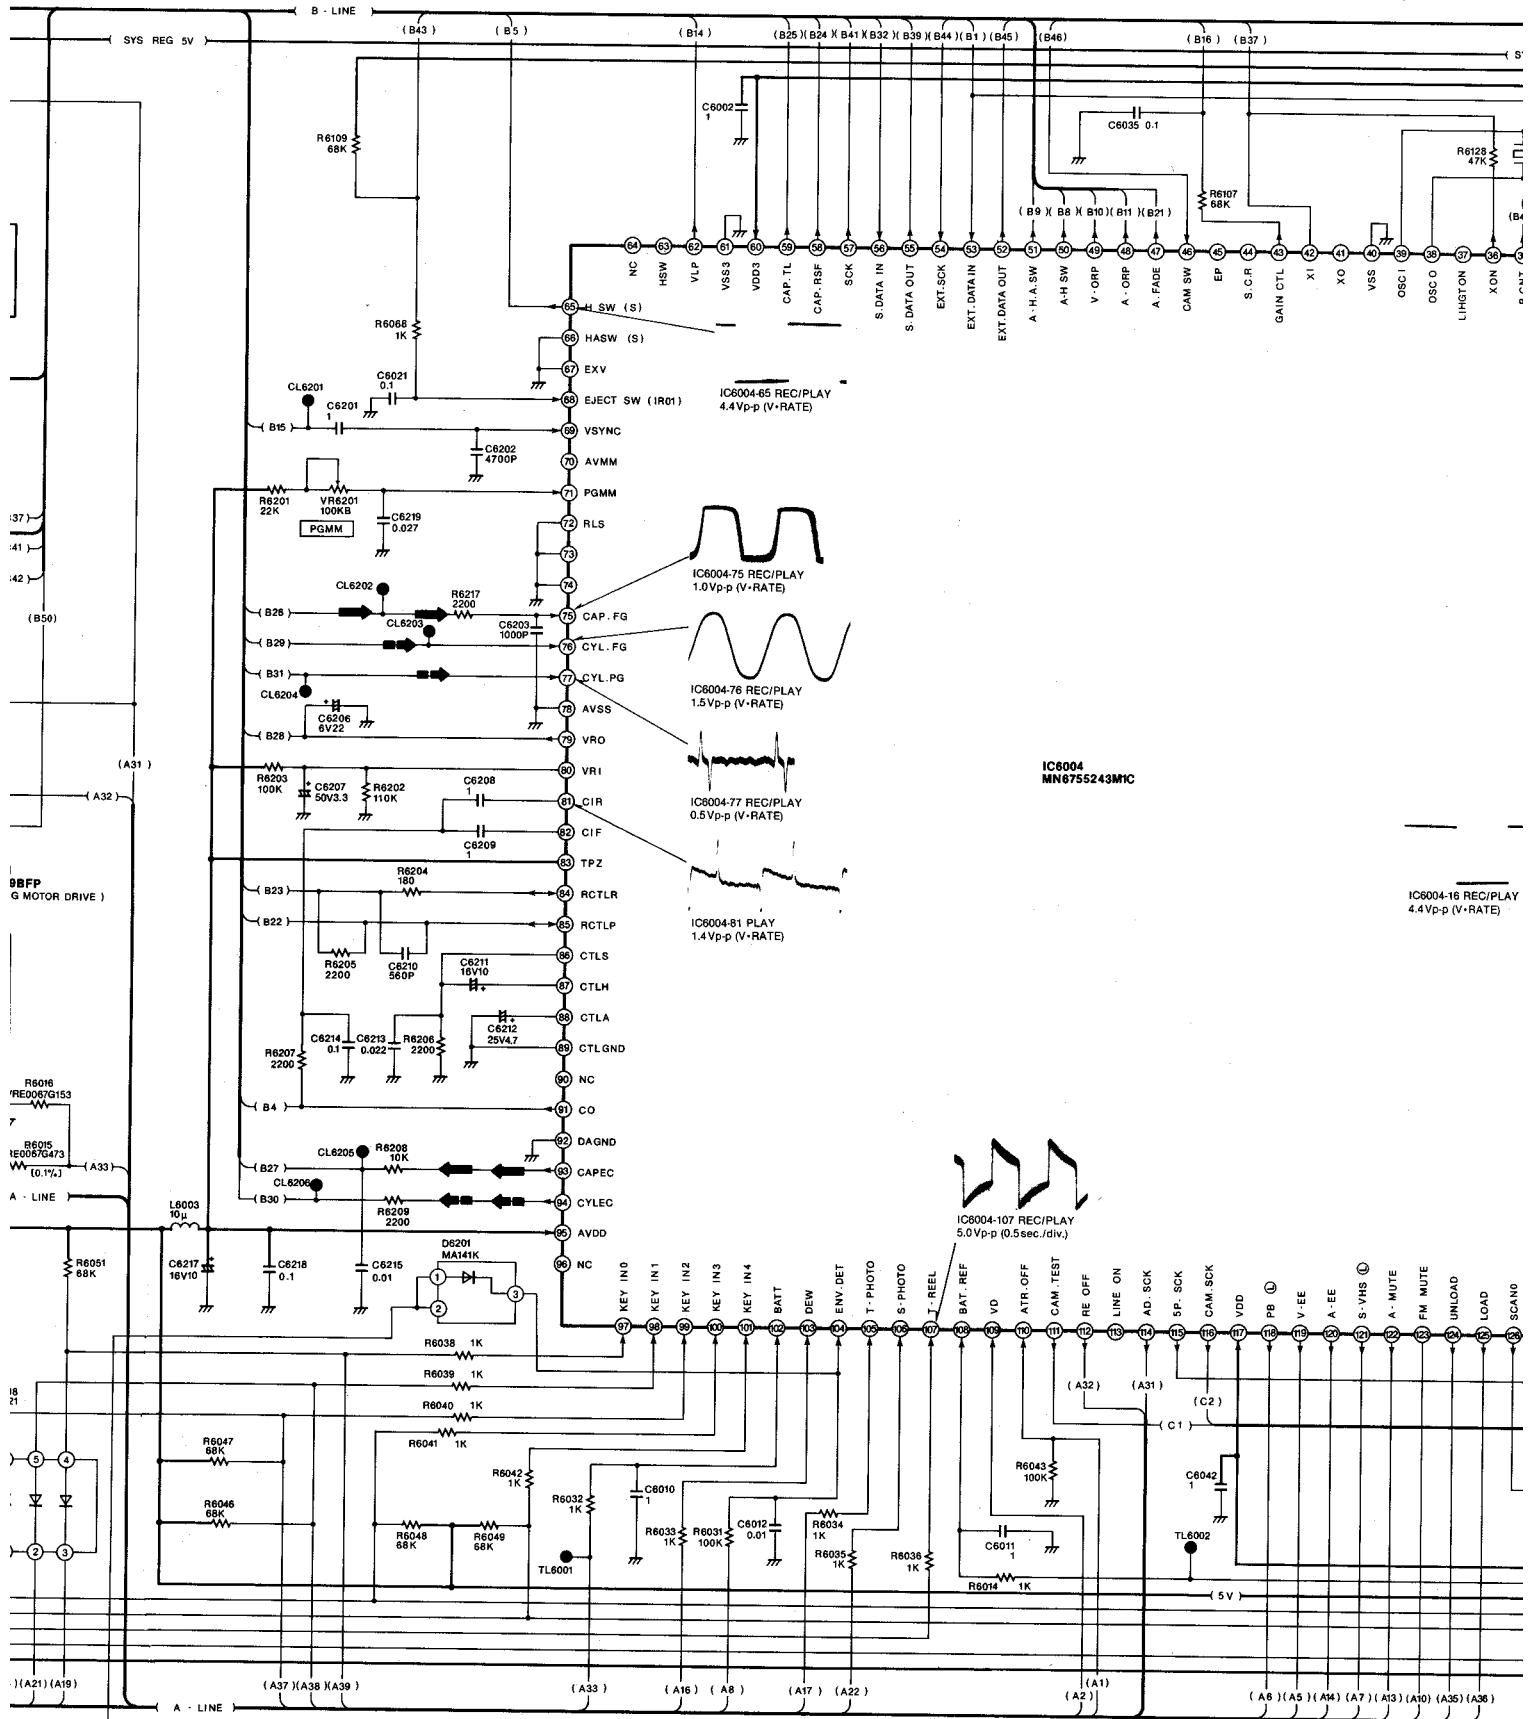 B - LINE
SYS REG 5V
(B43)
(B5)
(B14)
(B25)(B24)(B41)(B32)(B39)(B44)(B1)(B45)
(B46)
(B16)
(B37)
C6002
1
R6109
68K
C6035 0.1
R6128
47K
R6107
68K
(B9)(B8)(B10)(B11)(B21)
64 63 62 61 60 59 58 57 56 55 54 53 52 51 50 49 48 47 46 45 44 43 42 41 40 39 38 37 36
NC
HSW
VLP
VSS3
VDD3
CAP. TL
CAP. RSF
SCK
S. DATA IN
S. DATA OUT
EXT. SCK
EXT. DATA IN
EXT. DATA OUT
A-H.A.SW
A-H SW
V-ORP
A-ORP
A. FADE
CAM SW
EP
S.C.R
GAIN CTL
XI
XO
VSS
OSC I
OSC O
LIHGT ON
XON
65 H SW (S)
66 HASW (S)
67 EXV
68 EJECT SW (IR01)
69 VSYNC
70 AVMM
71 PGMM
72 RLS
73
74
75 CAP. FG
76 CYL. FG
77 CYL. PG
78 AVSS
79 VRO
80 VRI
81 CIR
82 CIF
83 TPZ
84 RCTLR
85 RCTLP
86 CTLS
87 CTLH
88 CTLA
89 CTLGND
90 NC
91 CO
92 DAGND
93 CAPEC
94 CYLEC
95 AVDD
96 NC
R6068
1K
C6021
0.1
CL6201
C6201
1
(B15)
C6202
4700P
R6201
22K
VR6201
100KB
PGMM
C6219
0.027
IC6004-65 REC/PLAY
4.4Vp-p (V•RATE)
IC6004-75 REC/PLAY
1.0Vp-p (V•RATE)
IC6004-76 REC/PLAY
1.5Vp-p (V•RATE)
IC6004-77 REC/PLAY
0.5Vp-p (V•RATE)
IC6004-81 PLAY
1.4Vp-p (V•RATE)
IC6004
MN6755243M1C
IC6004-16 REC/PLAY
4.4Vp-p (V•RATE)
IC6004-107 REC/PLAY
5.0Vp-p (0.5sec./div.)
CL6202
R6217
2200
(B26)
CL6203
C6203
1000P
(B29)
(B31)
CL6204
C6206
6V22
(B28)
R6203
100K
C6207
50V3.3
R6202
110K
C6208
1
C6209
1
R6204
180
(B23)
(B22)
R6205
2200
C6210
560P
C6211
16V10
C6212
25V4.7
R6207
2200
C6214
0.1
C6213
0.022
R6206
2200
(B4)
CL6205
R6208
10K
(B27)
CL6206
(B30)
R6209
2200
L6003
10µ
C6217
16V10
C6218
0.1
C6215
0.01
D6201
MA141K
1
2
3
(B50)
(A31)
(A32)
9BFP
G MOTOR DRIVE )
R6016
R6015
[0.1%]
(A33)
A - LINE
R6051
68K
97 98 99 100 101 102 103 104 105 106 107 108 109 110 111 112 113 114 115 116 117 118 119 120 121 122 123 124 125 126
KEY IN0
KEY IN1
KEY IN2
KEY IN3
KEY IN4
BATT
DEW
ENV. DET
T-PHOTO
S-PHOTO
T-REEL
BAT. REF
VD
ATR. OFF
CAM. TEST
RE OFF
LINE ON
AD. SCK
SP. SCK
CAM. SCK
VDD
PB (L)
V-EE
A-EE
S-VHS (L)
A-MUTE
FM MUTE
UNLOAD
LOAD
SCAN0
R6038 1K
R6039 1K
R6040 1K
R6041 1K
R6042
1K
R6047
68K
R6046
68K
5 4
2 3
R6048
68K
R6049
68K
R6032
1K
C6010
1
TL6001
R6033
1K
R6031
100K
C6012
0.01
R6034
1K
R6035
1K
R6036
1K
C6011
1
R6014 1K
R6043
100K
(A32)
(A31)
(C2)
(C1)
C6042
1
TL6002
(5V)
(A21)(A19)
(A37)(A38)(A39)
(A33)
(A16)
(A8)
(A17)
(A22)
(A2)
(A1)
(A6)
(A5)
(A14)
(A7)
(A13)
(A10)
(A35)
(A36)
A - LINE